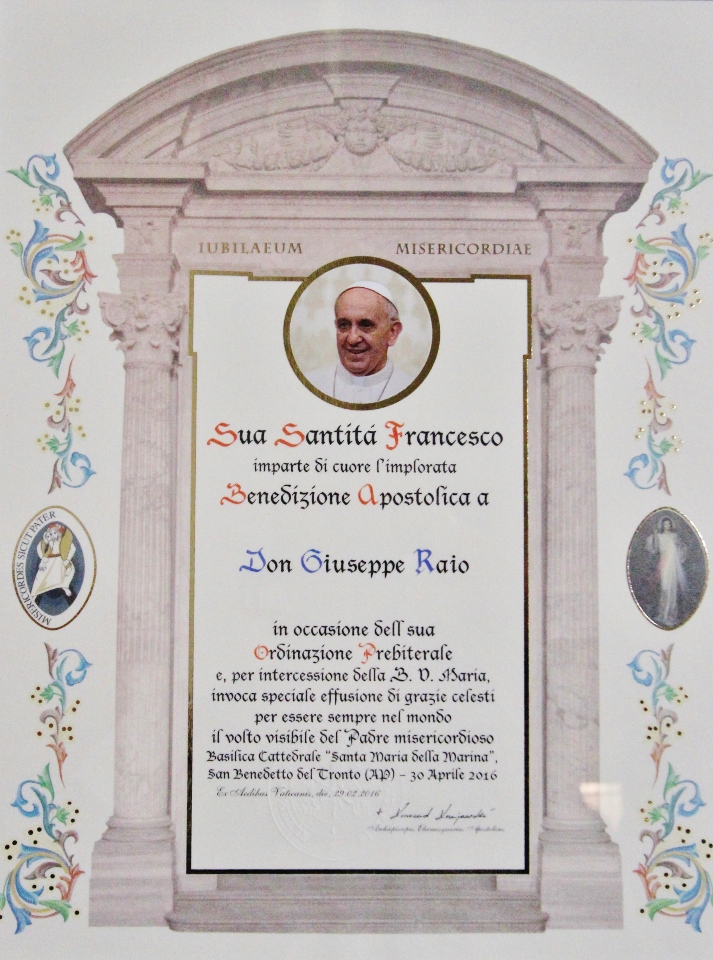 IUBILAEUM MISERICORDIAE
Sua Santitá Francesco
imparte di cuore l'implorata
Benedizione Apostolica a
Don Giuseppe Raio
MISERICORDES SICUT PATER
in occasione dell sua
Ordinazione Prebiterale
e, per intercessione della B. V. Maria,
invoca speciale effusione di grazie celesti
per essere sempre nel mondo
il volto visibile del Padre misericordioso
Basilica Cattedrale "Santa Maria della Marina",
San Benedetto del Tronto (AP) - 30 Aprile 2016
Ex Aedibus Vaticanis, die, 29.02.2016